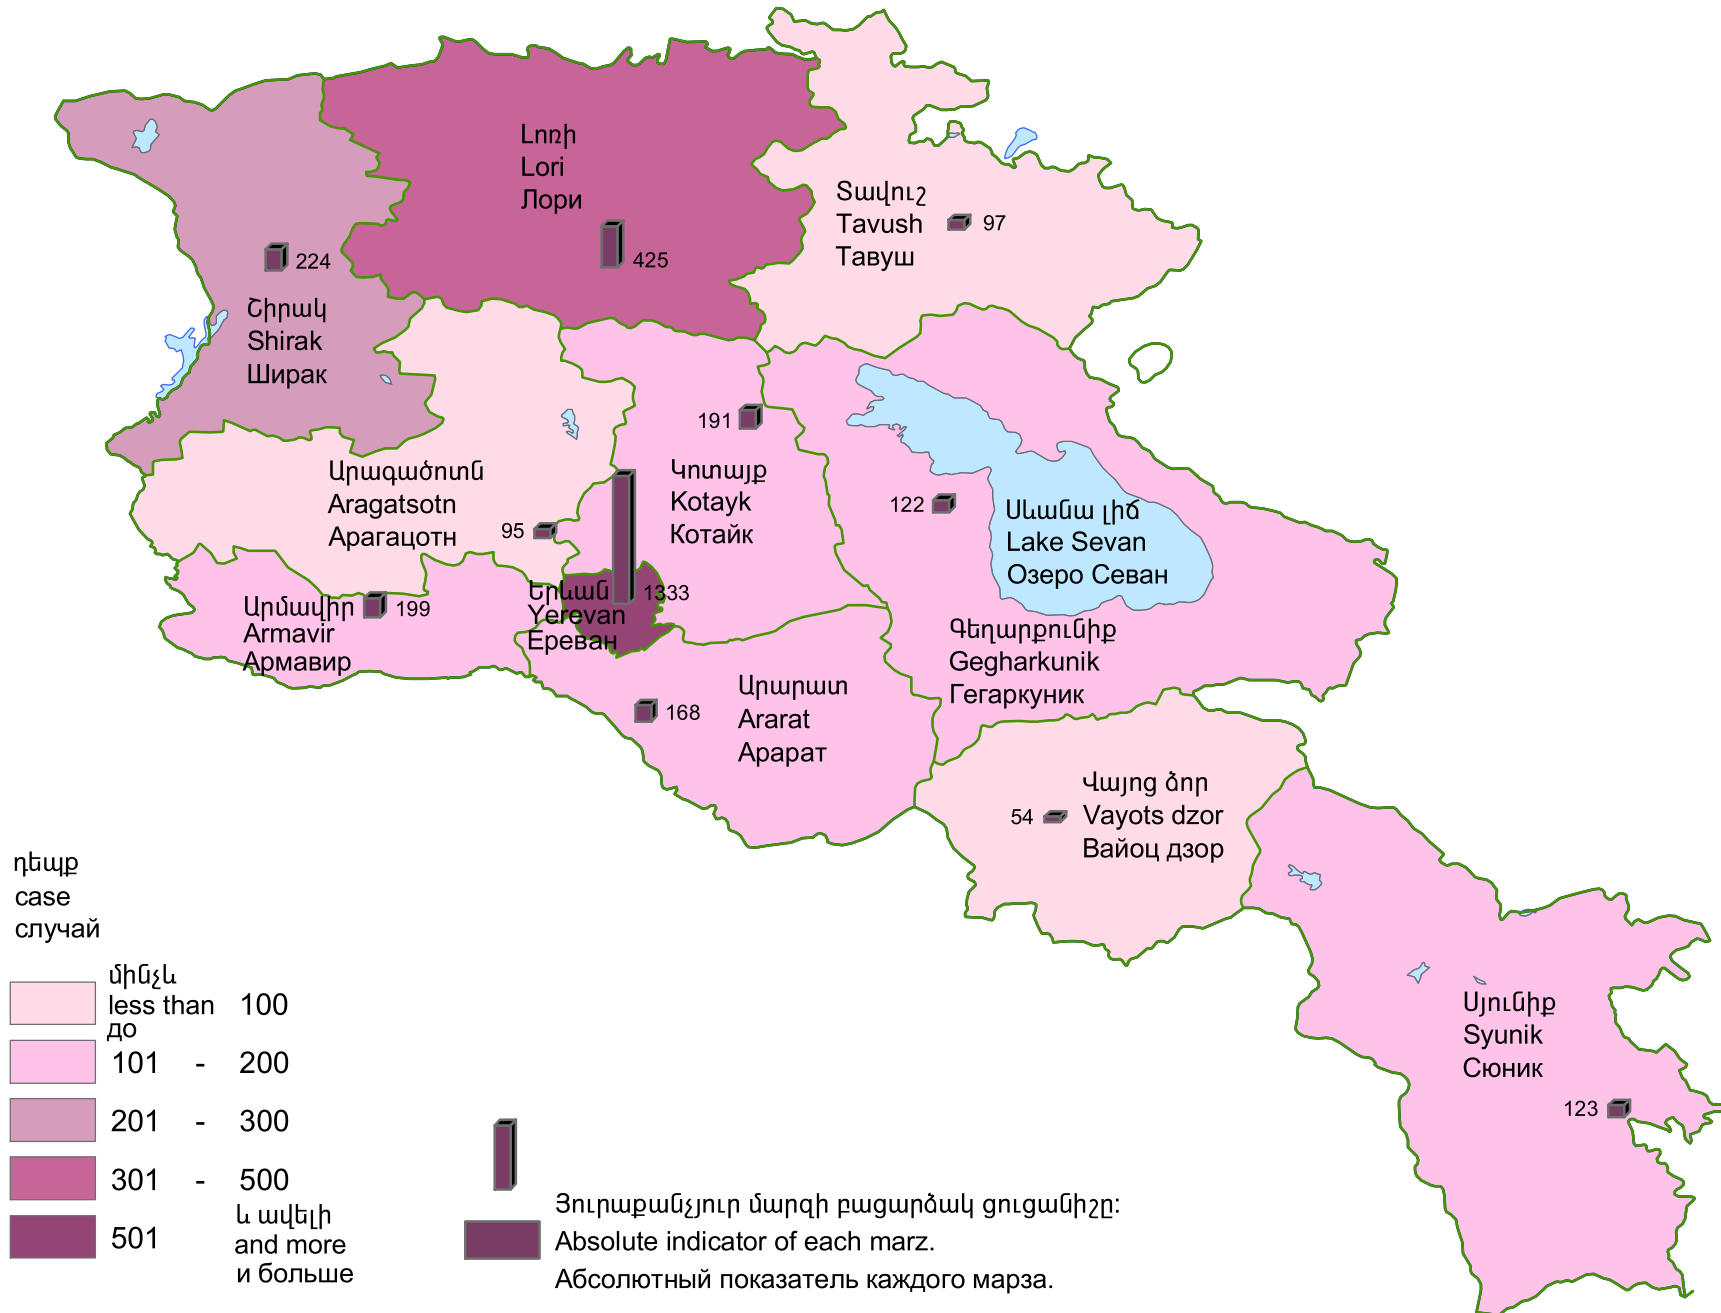 Լոռի
Lori
Лори
425
Տավուշ
Tavush
Тавуш
97
224
Շիրակ
Shirak
Ширак
191
Կոտայք
Kotayk
Котайк
Արագածոտն
Aragatsotn
Арагацотн
95
122
Սևանա լիճ
Lake Sevan
Озеро Севан
Արմավիր
Armavir
Армавир
199
Երևան
Yerevan
Ереван
1333
Գեղարքունիք
Gegharkunik
Гегаркуник
168
Արարատ
Ararat
Арарат
54
Վայոց ձոր
Vayots dzor
Вайоц дзор
Սյունիք
Syunik
Сюник
123
դեպք
case
случай
մինչև
less than 100
до
101 - 200
201 - 300
301 - 500
501
և ավելի
and more
и больше
Յուրաքանչյուր մարզի բացարձակ ցուցանիշը:
Absolute indicator of each marz.
Абсолютный показатель каждого марза.